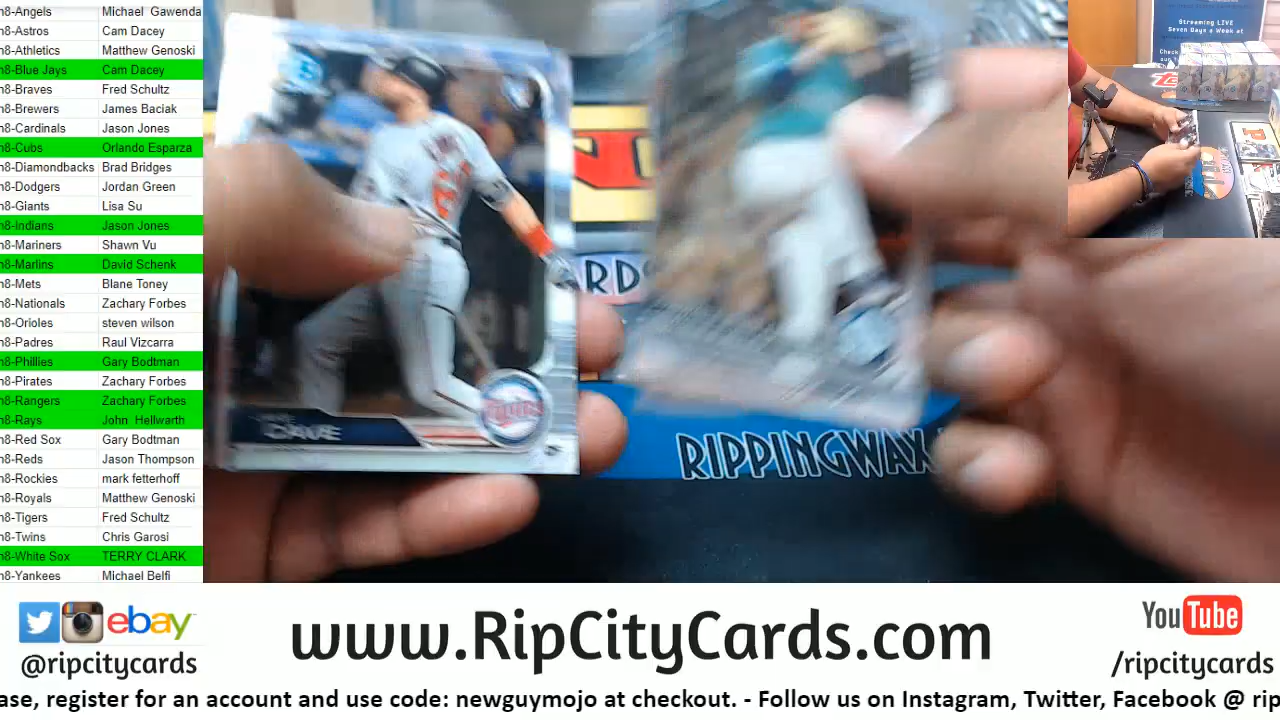 n8-Angels Michael Gawenda
n8-Astros Cam Dacey
n8-Athletics Matthew Genoski
n8-Blue Jays Cam Dacey
n8-Braves Fred Schultz
n8-Brewers James Baciak
n8-Cardinals Jason Jones
n8-Cubs Orlando Esparza
n8-Diamondbacks Brad Bridges
n8-Dodgers Jordan Green
n8-Giants Lisa Su
n8-Indians Jason Jones
n8-Mariners Shawn Vu
n8-Marlins David Schenk
n8-Mets Blane Toney
n8-Nationals Zachary Forbes
n8-Orioles steven wilson
n8-Padres Raul Vizcarra
n8-Phillies Gary Bodtman
n8-Pirates Zachary Forbes
n8-Rangers Zachary Forbes
n8-Rays John Hellwarth
n8-Red Sox Gary Bodtman
n8-Reds Jason Thompson
n8-Rockies mark fetterhoff
n8-Royals Matthew Genoski
n8-Tigers Fred Schultz
n8-Twins Chris Garosi
n8-White Sox TERRY CLARK
n8-Yankees Michael Belfi
Streaming LIVE
Seven Days a Week at
Check
ARDS
CAVE
Twins
RIPPINGWAX
ebay
@ripcitycards
www.RipCityCards.com
YouTube
/ripcitycards
ase, register for an account and use code: newguymojo at checkout. - Follow us on Instagram, Twitter, Facebook @ rip